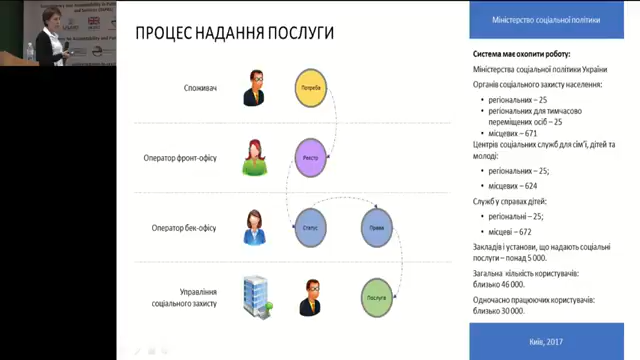 ПРОЦЕС НАДАННЯ ПОСЛУГИ
Споживач
Потреба
Оператор фронт-офісу
Реєстр
Оператор бек-офісу
Статус
Права
Управління
соціального захисту
Послуга
Міністерство соціальної політики
Система має охопити роботу:
Міністерства соціальної політики України
Органів соціального захисту населення:
• регіональних – 25
• регіональних для тимчасово
переміщених осіб – 25
• місцевих – 671
Центрів соціальних служб для сім'ї, дітей та
молоді:
• регіональних – 25;
• місцевих – 624
Служб у справах дітей:
• регіональні – 25;
• місцеві – 672
Закладів і установи, що надають соціальні
послуги – понад 5 000.
Загальна кількість користувачів:
близько 46 000.
Одночасно працюючих користувачів:
близько 30 000.
Київ, 2017